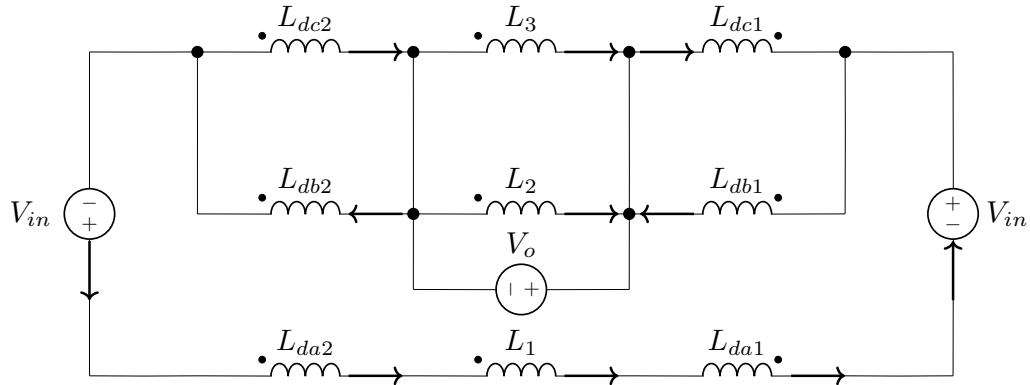 L_{dc2} L_3 L_{dc1}
V_{in} - + L_{db2} L_2 L_{db1} + - V_{in}
V_o
- +
L_{da2} L_1 L_{da1}